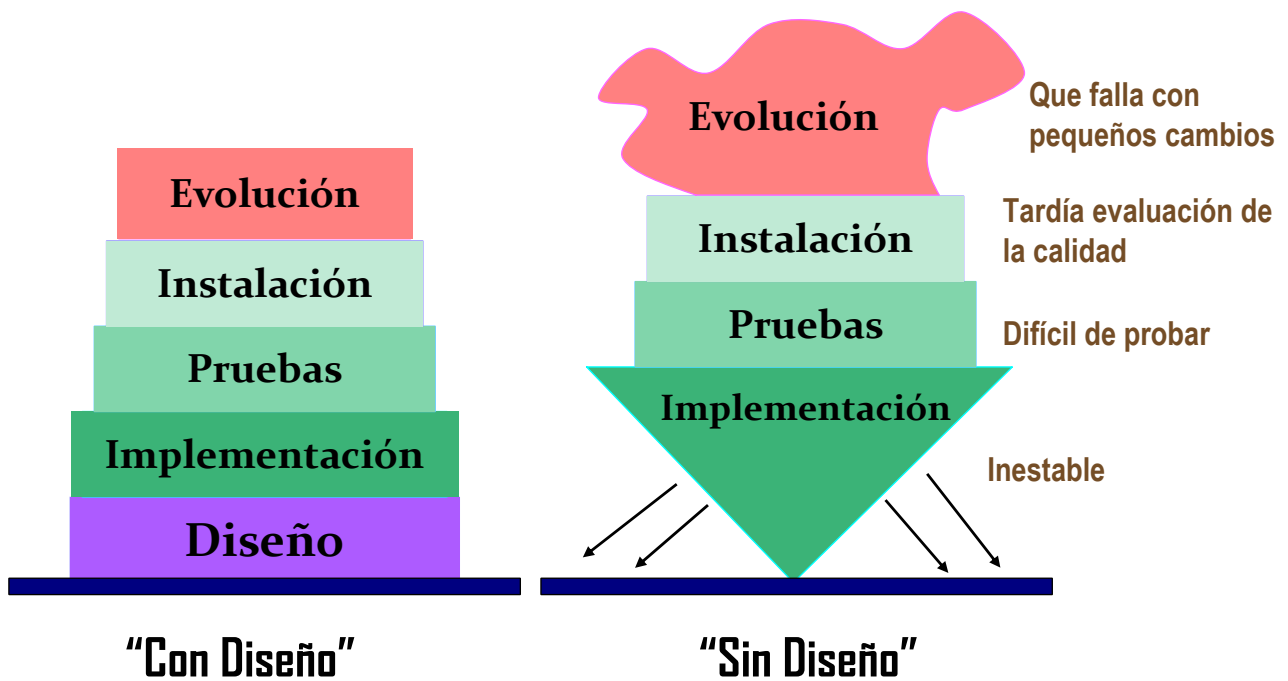 Evolución
Instalación
Pruebas
Implementación
Diseño
“Con Diseño”
Evolución
Que falla con
pequeños cambios
Instalación
Tardía evaluación de
la calidad
Pruebas
Difícil de probar
Implementación
Inestable
“Sin Diseño”